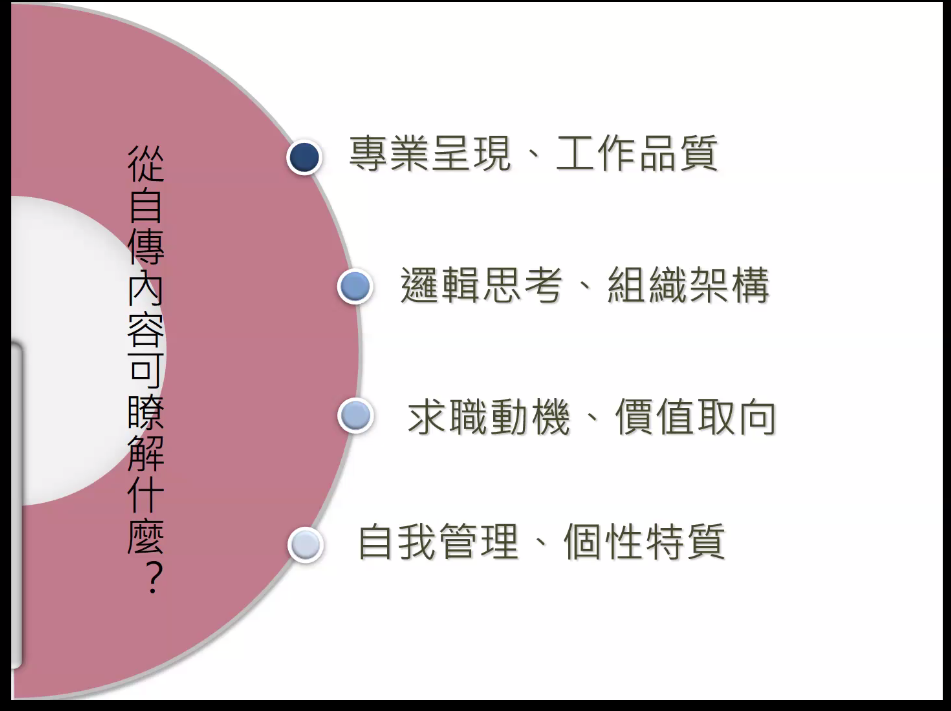 從自傳內容可瞭解什麼？
專業呈現、工作品質
邏輯思考、組織架構
求職動機、價值取向
自我管理、個性特質